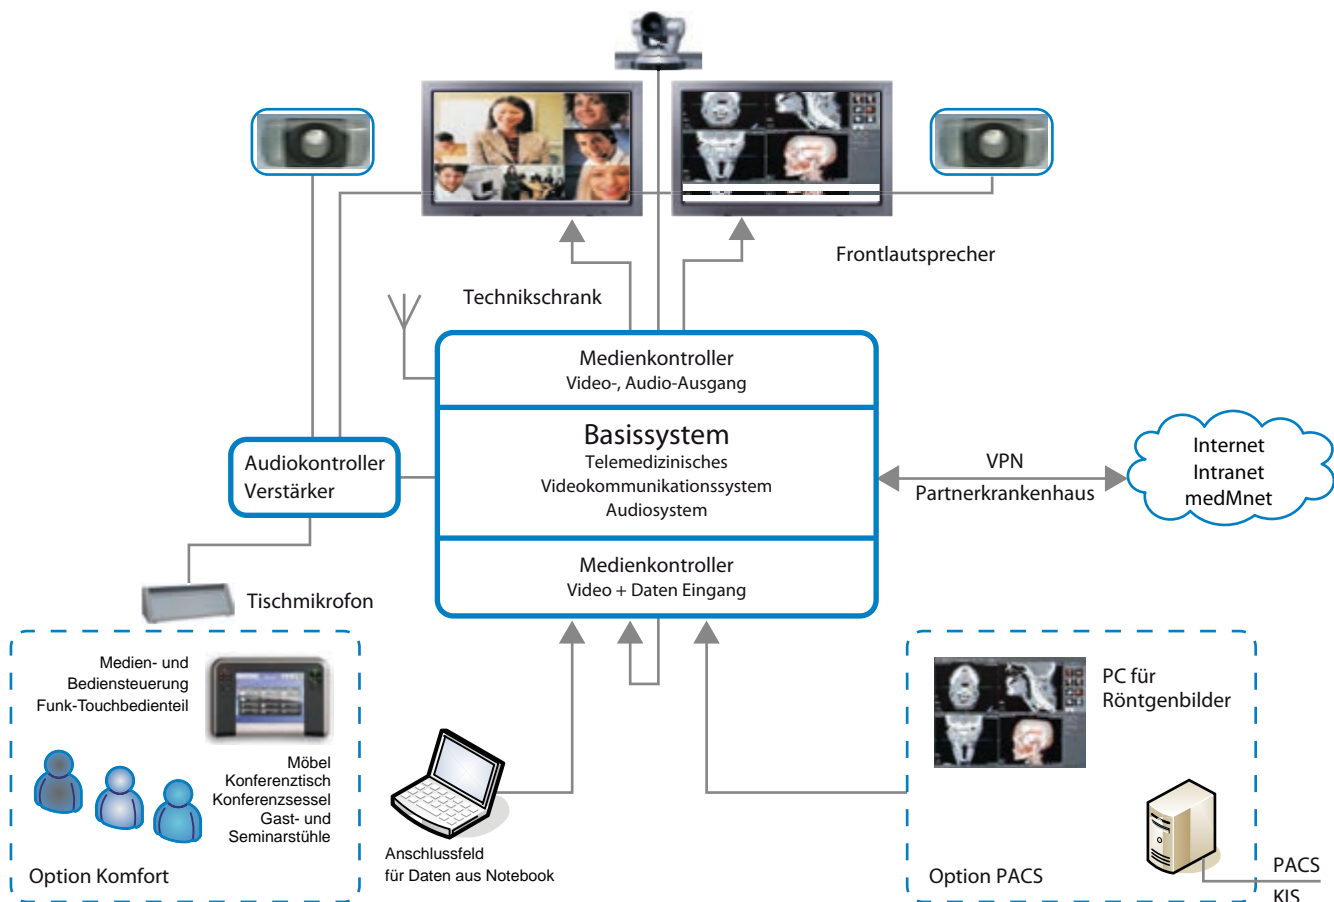 Frontlautsprecher
Technikschrank
Medienkontroller
Video-, Audio-Ausgang
Basissystem
Telemedizinisches
Videokommunikationssystem
Audiosystem
Medienkontroller
Video + Daten Eingang
Audiokontroller
Verstärker
VPN
Partnerkrankenhaus
Internet
Intranet
medMnet
Tischmikrofon
Medien- und
Bediensteuerung
Funk-Touchbedienteil
Möbel
Konferenztisch
Konferenzsessel
Gast- und
Seminarstühle
Option Komfort
Anschlussfeld
für Daten aus Notebook
PC für
Röntgenbilder
Option PACS
PACS
KIS